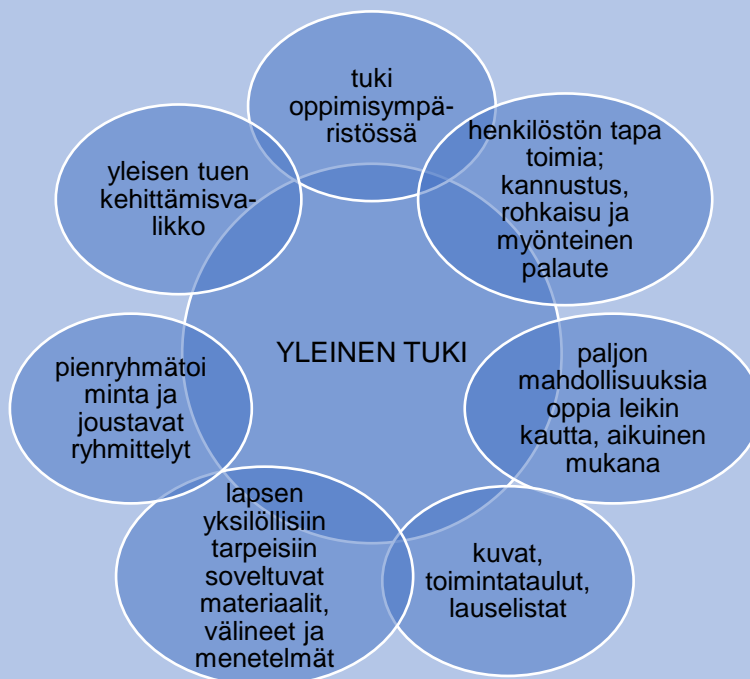 tuki
oppimisympä-
ristössä
henkilöstön tapa
toimia;
kannustus,
rohkaisu ja
myönteinen
palaute
yleisen tuen
kehittämisva-
likko
YLEINEN TUKI
paljon
mahdollisuuksia
oppia leikin
kautta, aikuinen
mukana
pienryhmätoi
minta ja
joustavat
ryhmittelyt
lapsen
yksilöllisiin
tarpeisiin
soveltuvat
materiaalit,
välineet ja
menetelmät
kuvat,
toimintataulut,
lauselistat